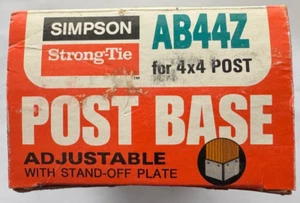 SIMPSON
Strong-Tie
AB44Z
for 4x4 POST
POST BASE
ADJUSTABLE
WITH STAND-OFF PLATE